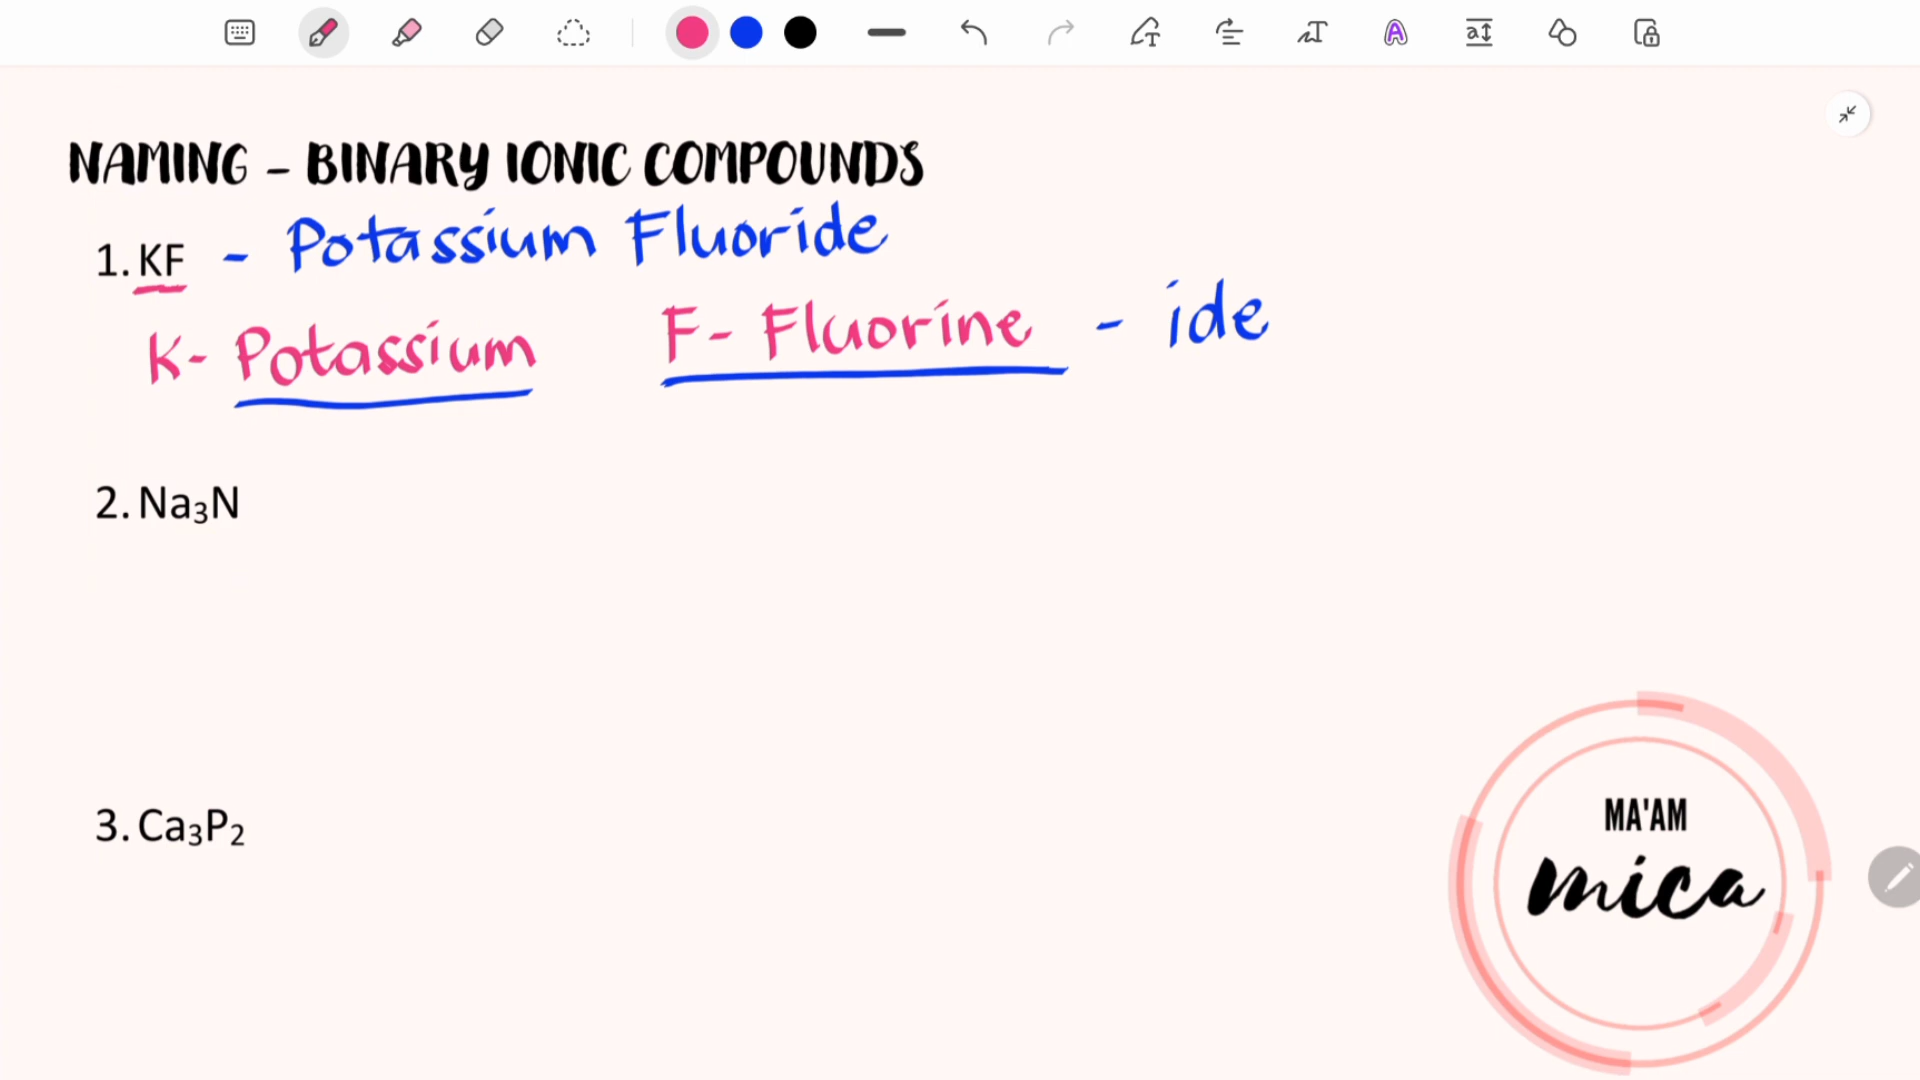 NAMING - BINARY IONIC COMPOUNDS
1. KF - Potassium Fluoride
K- Potassium F- Fluorine - ide
2. Na₃N
3. Ca₃P₂
MA'AM
mica